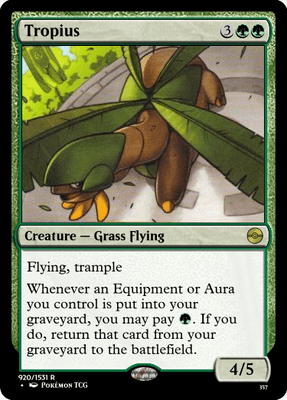 Tropius 3
Creature — Grass Flying
Flying, trample
Whenever an Equipment or Aura
you control is put into your
graveyard, you may pay . If you
do, return that card from your
graveyard to the battlefield.
4/5
920/1531 R
• Pokémon TCG
357